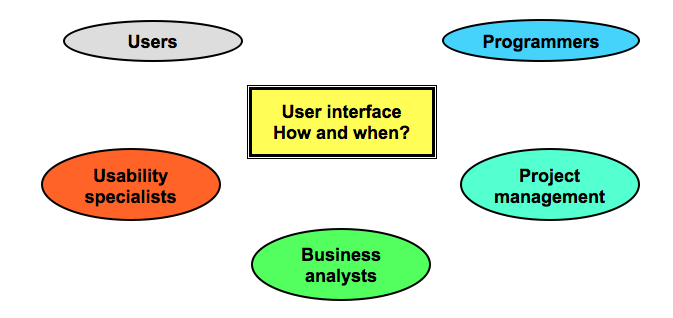 Users
Programmers
User interface
How and when?
Usability
specialists
Project
management
Business
analysts